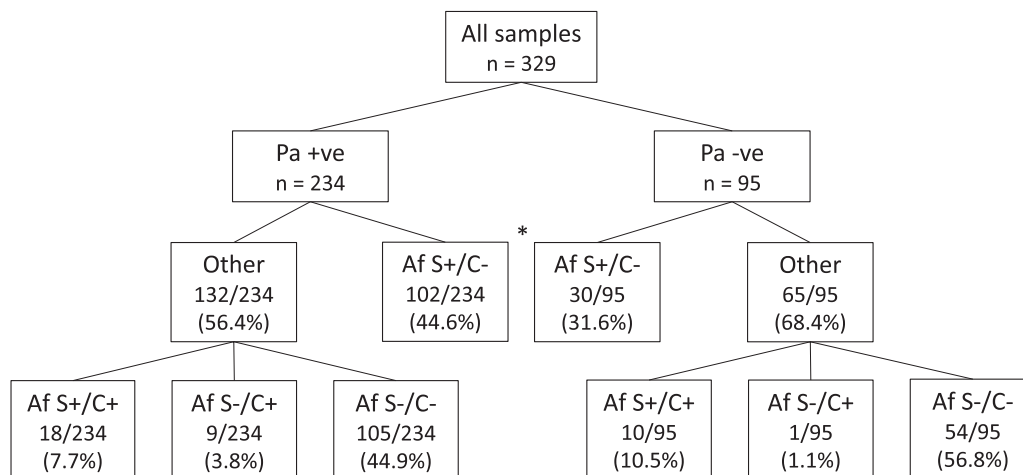 All samples
n = 329
Pa +ve
n = 234
Pa -ve
n = 95
*
Other
132/234
(56.4%)
Af S+/C-
102/234
(44.6%)
Af S+/C-
30/95
(31.6%)
Other
65/95
(68.4%)
Af S+/C+
18/234
(7.7%)
Af S-/C+
9/234
(3.8%)
Af S-/C-
105/234
(44.9%)
Af S+/C+
10/95
(10.5%)
Af S-/C+
1/95
(1.1%)
Af S-/C-
54/95
(56.8%)